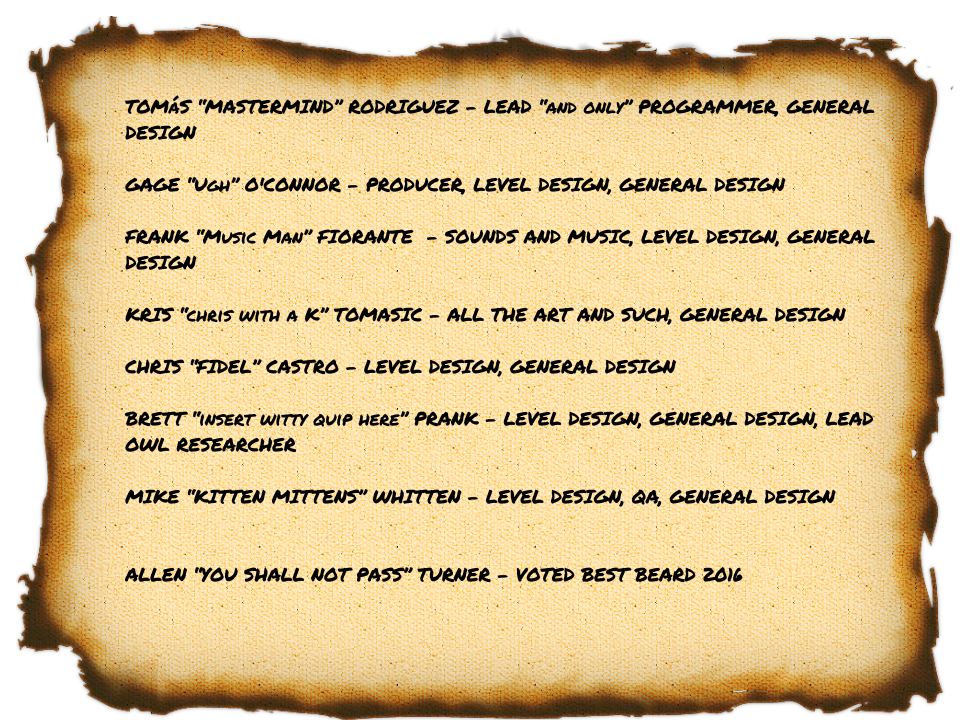 TOMÁS "MASTERMIND" RODRIGUEZ – LEAD "AND ONLY" PROGRAMMER, GENERAL
DESIGN
GAGE "UGH" O'CONNOR – PRODUCER, LEVEL DESIGN, GENERAL DESIGN
FRANK "MUSIC MAN" FIORANTE – SOUNDS AND MUSIC, LEVEL DESIGN, GENERAL
DESIGN
KRIS "CHRIS WITH A K" TOMASIC – ALL THE ART AND SUCH, GENERAL DESIGN
CHRIS "FIDEL" CASTRO – LEVEL DESIGN, GENERAL DESIGN
BRETT "INSERT WITTY QUIP HERE" PRANK – LEVEL DESIGN, GENERAL DESIGN, LEAD
OWL RESEARCHER
MIKE "KITTEN MITTENS" WHITTEN – LEVEL DESIGN, QA, GENERAL DESIGN
ALLEN "YOU SHALL NOT PASS" TURNER – VOTED BEST BEARD 2016